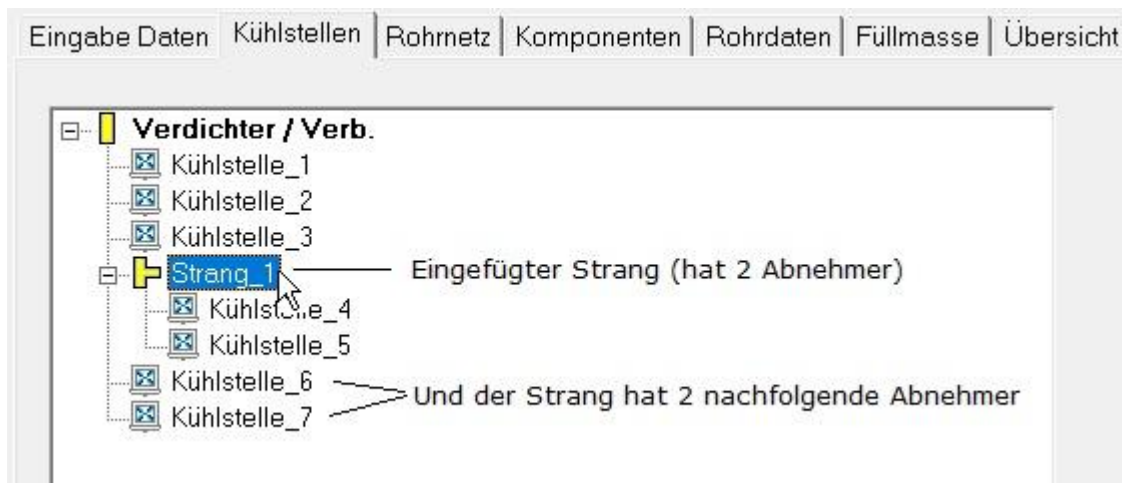 Eingabe Daten Kühlstellen Rohrnetz Komponenten Rohrdaten Füllmasse Übersicht
Verdichter / Verb.
Kühlstelle_1
Kühlstelle_2
Kühlstelle_3
Strang_1 Eingefügter Strang (hat 2 Abnehmer)
Kühlstelle_4
Kühlstelle_5
Kühlstelle_6
Und der Strang hat 2 nachfolgende Abnehmer
Kühlstelle_7